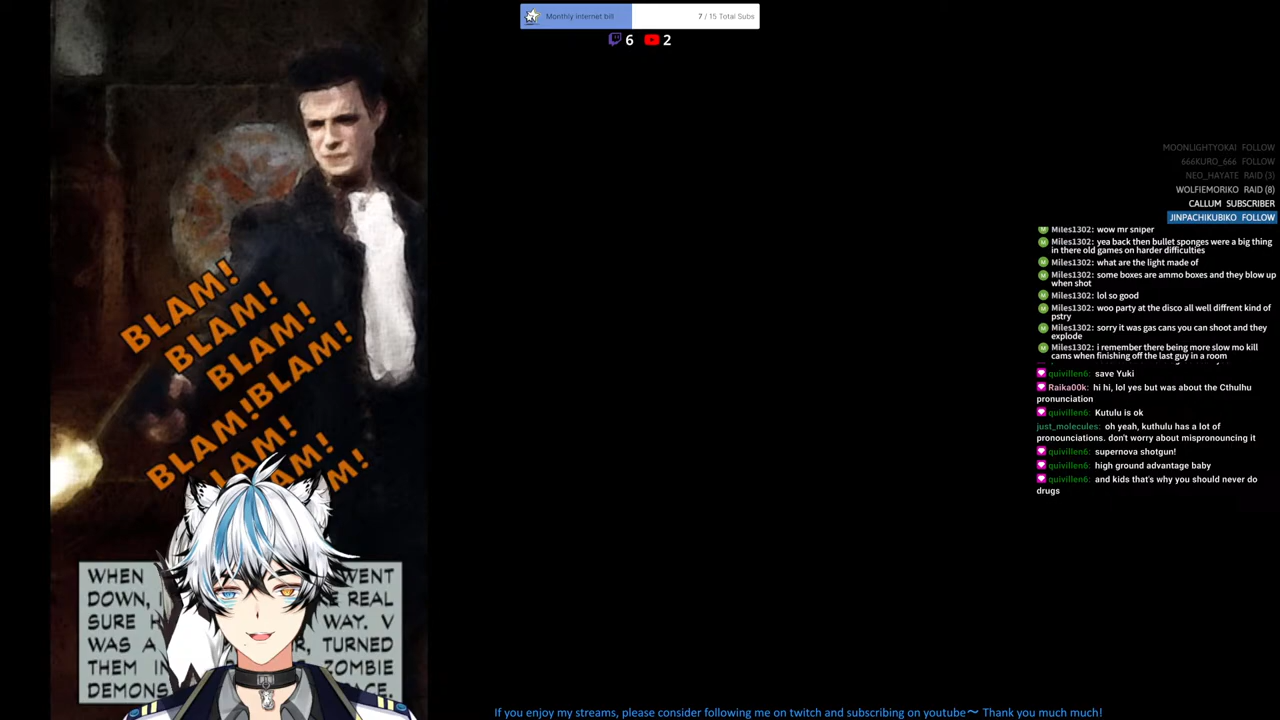 Monthly internet bill 7 / 15 Total Subs
6 2
MOONLIGHTYOKAI FOLLOW
666KURO_666 FOLLOW
NEO_HAYATE RAID (3)
WOLFIEMORIKO RAID (8)
CALLUM SUBSCRIBER
JINPACHIKUBIKO FOLLOW
Miles1302: wow mr sniper
Miles1302: yea back then bullet sponges were a big thing
in there old games on harder difficulties
Miles1302: what are the light made of
Miles1302: some boxes are ammo boxes and they blow up
when shot
Miles1302: lol so good
Miles1302: woo party at the disco all well diffrent kind of
pstry
Miles1302: sorry it was gas cans you can shoot and they
explode
Miles1302: i remember there being more slow mo kill
cams when finishing off the last guy in a room
quivillen6: save Yuki
Raika00k: hi hi, lol yes but was about the Cthulhu
pronunciation
quivillen6: Kutulu is ok
just_molecules: oh yeah, kuthulu has a lot of
pronounciations. don't worry about mispronouncing it
quivillen6: supernova shotgun!
quivillen6: high ground advantage baby
quivillen6: and kids that's why you should never do
drugs
BLAM!
BLAM!
BLAM!
BLAM!
BLAM!
WHEN WENT
DOWN, REAL
SURE WAY. V
WAS A TURNED
THEM ZOMBIE
DEMONS
If you enjoy my streams, please consider following me on twitch and subscribing on youtube～ Thank you much much!